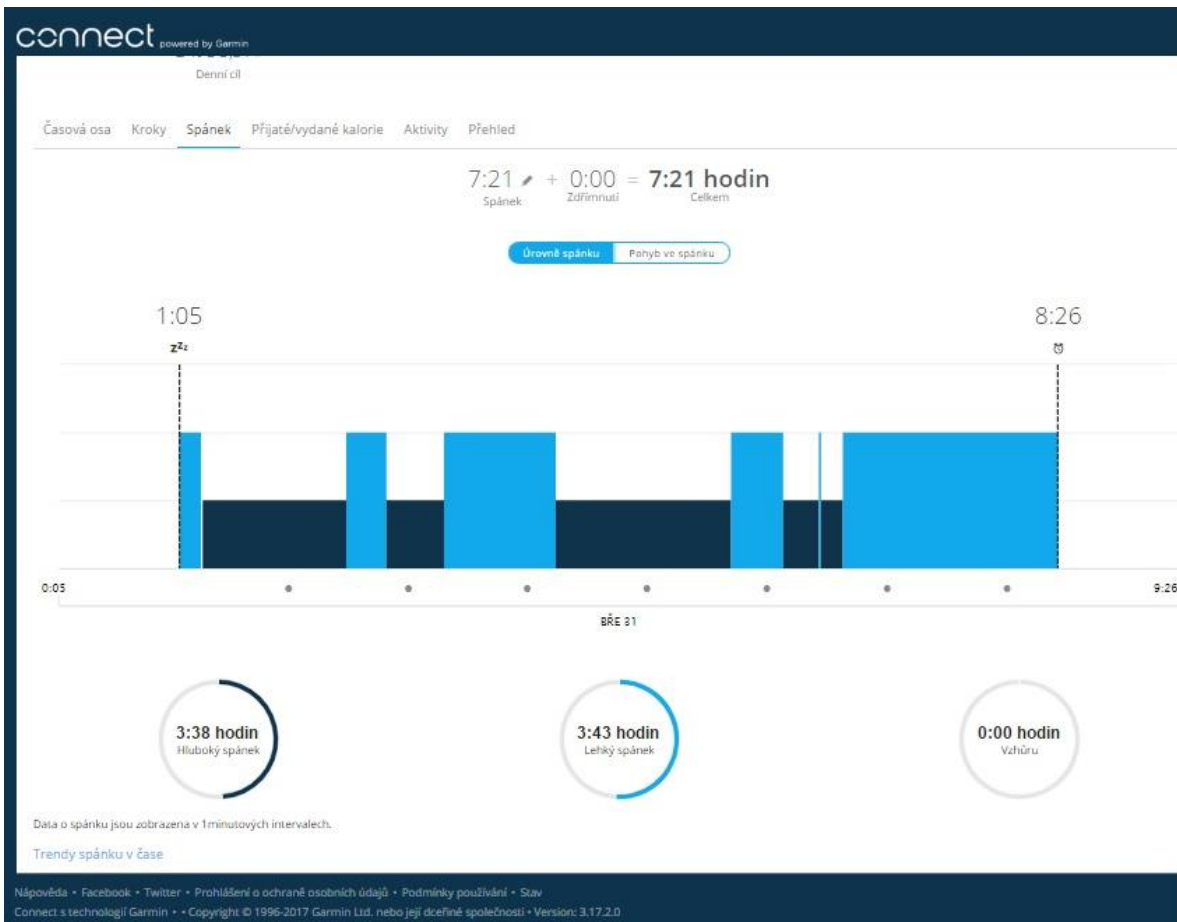 connect powered by Garmin
Denní cíl
Časová osa Kroky Spánek Přijaté/vydané kalorie Aktivity Přehled
7:21 + 0:00 = 7:21 hodin
Spánek Zdřímnutí Celkem
Úrovně spánku Pohyb ve spánku
1:05 8:26
zzz
0:05 9:26
BŘE 31
3:38 hodin 3:43 hodin 0:00 hodin
Hluboký spánek Lehký spánek Vzhůru
Data o spánku jsou zobrazena v 1minutových intervalech.
Trendy spánku v čase
Nápověda • Facebook • Twitter • Prohlášení o ochraně osobních údajů • Podmínky používání • Stav
Connect s technologií Garmin • • Copyright © 1996-2017 Garmin Ltd. nebo její dceřiné společnosti • Version: 3.17.2.0